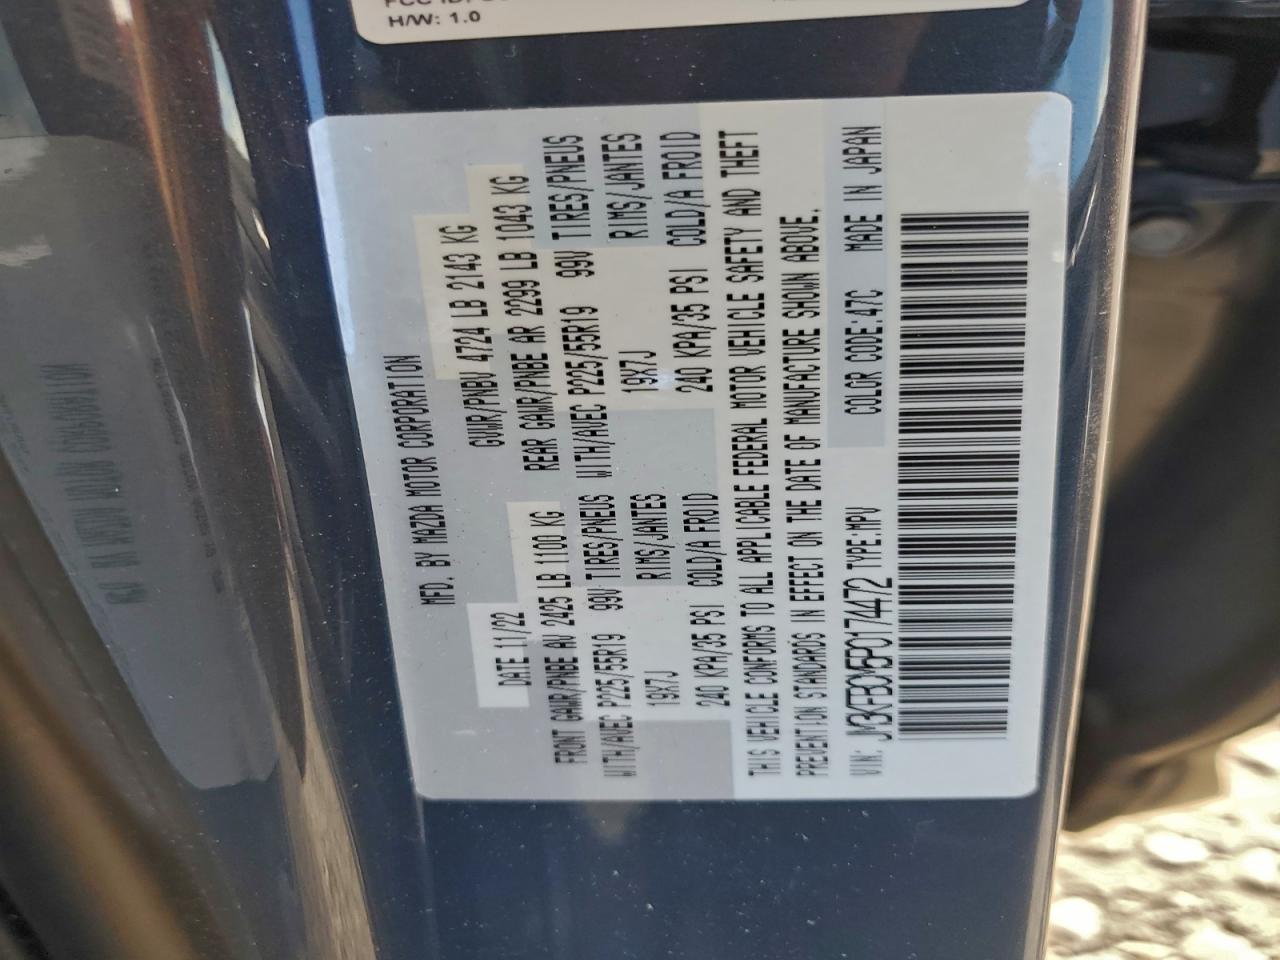 H/W: 1.0
MFD. BY MAZDA MOTOR CORPORATION
DATE 11/22 GVWR/PNBV 4724 LB 2143 KG
FRONT GAWR/PNBE AV 2425 LB 1100 KG REAR GAWR/PNBE AR 2299 LB 1043 KG
WITH/AVEC P225/55R19 99V TIRES/PNEUS WITH/AVEC P225/55R19 99V TIRES/PNEUS
19X7J RIMS/JANTES 19X7J RIMS/JANTES
240 KPA/35 PSI COLD/A FROID 240 KPA/35 PSI COLD/A FROID
THIS VEHICLE CONFORMS TO ALL APPLICABLE FEDERAL MOTOR VEHICLE SAFETY AND THEFT
PREVENTION STANDARDS IN EFFECT ON THE DATE OF MANUFACTURE SHOWN ABOVE.
VIN: JM3KFBCM5P0174472 TYPE:MPV COLOR CODE:47C MADE IN JAPAN